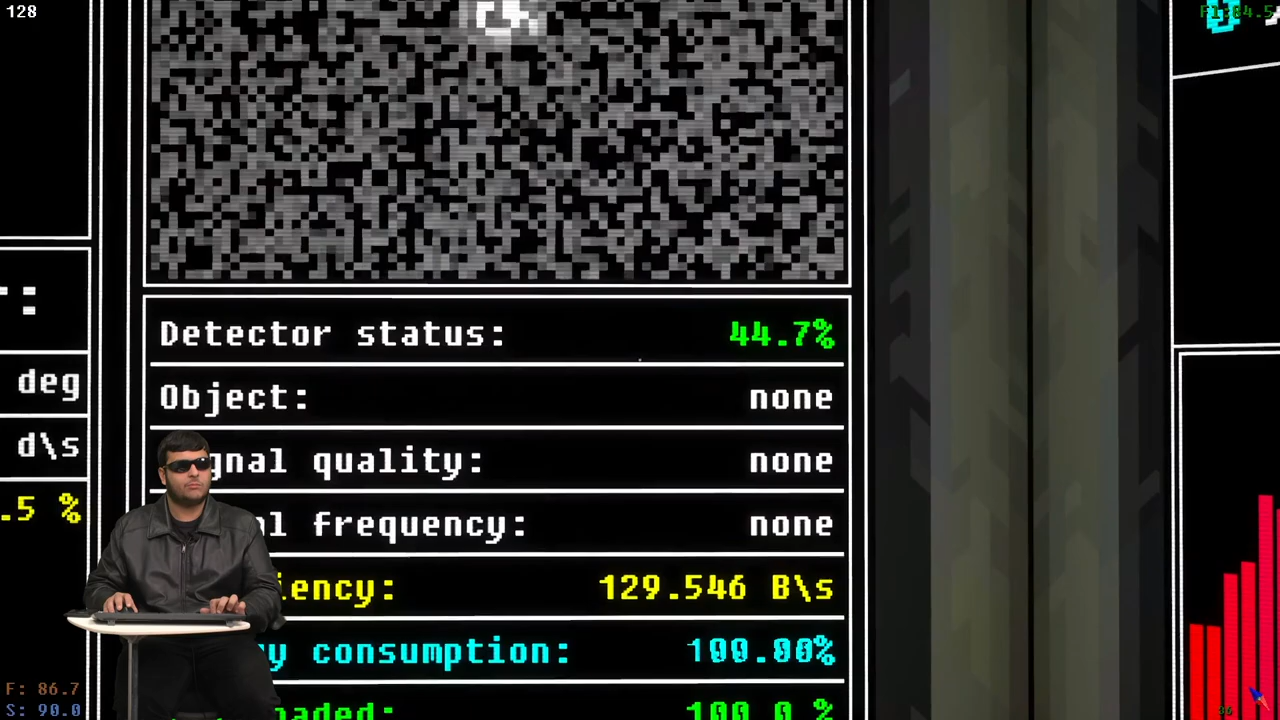 128
Detector status: 44.7%
Object: none
deg
gnal quality: none
d\s
.5 %
l frequency: none
iency: 129.546 B\s
y consumption: 100.00%
aded: 100.0 %
F: 86.7
S: 90.0